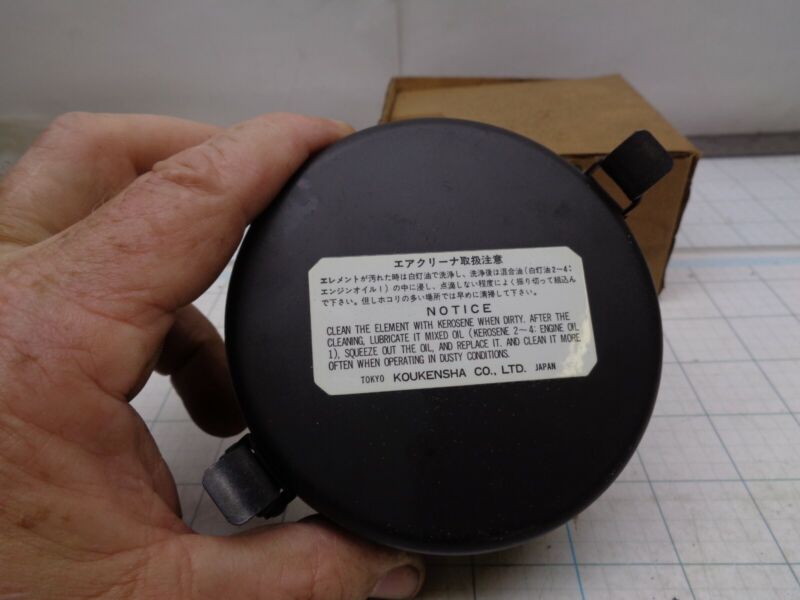 エアクリーナ取扱注意
エレメントが汚れた時は白灯油で洗浄し、洗浄後は混合油(白灯油2~4:
エンジンオイル1)の中に浸し、点滴しない程度によく振り切って組込ん
で下さい。但しホコリの多い場所では早めに清掃して下さい。
NOTICE
CLEAN THE ELEMENT WITH KEROSENE WHEN DIRTY. AFTER THE
CLEANING, LUBRICATE IT MIXED OIL (KEROSENE 2~4: ENGINE OIL
1), SQUEEZE OUT THE OIL, AND REPLACE IT. AND CLEAN IT MORE
OFTEN WHEN OPERATING IN DUSTY CONDITIONS.
TOKYO KOUKENSHA CO., LTD. JAPAN